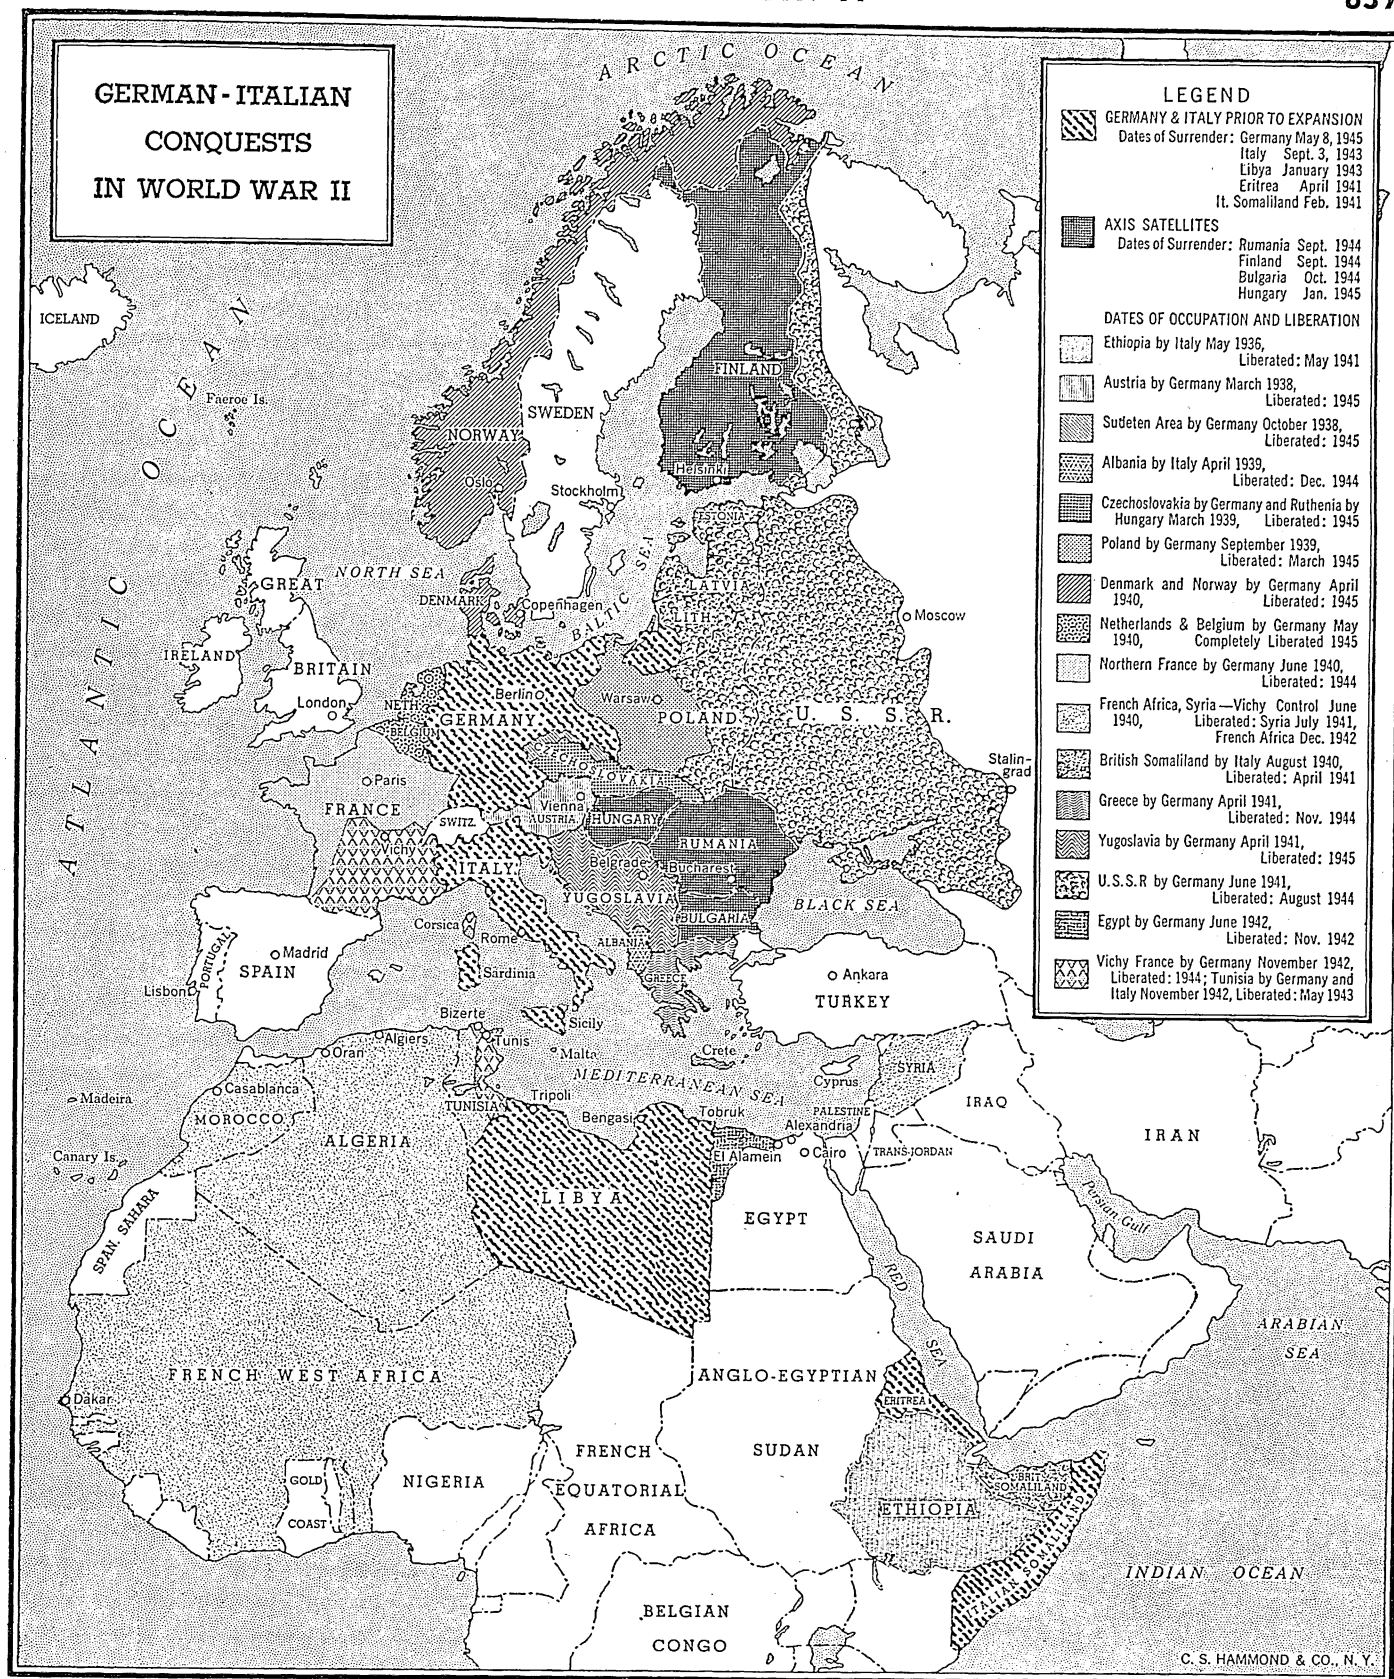 GERMAN-ITALIAN
CONQUESTS
IN WORLD WAR II
LEGEND
GERMANY & ITALY PRIOR TO EXPANSION
Dates of Surrender: Germany May 8, 1945
Italy Sept. 3, 1943
Libya January 1943
Eritrea April 1941
It. Somaliland Feb. 1941
AXIS SATELLITES
Dates of Surrender: Rumania Sept. 1944
Finland Sept. 1944
Bulgaria Oct. 1944
Hungary Jan. 1945
DATES OF OCCUPATION AND LIBERATION
Ethiopia by Italy May 1936,
Liberated: May 1941
Austria by Germany March 1938,
Liberated: 1945
Sudeten Area by Germany October 1938,
Liberated: 1945
Albania by Italy April 1939,
Liberated: Dec. 1944
Czechoslovakia by Germany and Ruthenia by
Hungary March 1939, Liberated: 1945
Poland by Germany September 1939,
Liberated: March 1945
Denmark and Norway by Germany April
1940, Liberated: 1945
Netherlands & Belgium by Germany May
1940, Completely Liberated 1945
Northern France by Germany June 1940,
Liberated: 1944
French Africa, Syria—Vichy Control June
1940, Liberated: Syria July 1941,
French Africa Dec. 1942
British Somaliland by Italy August 1940,
Liberated: April 1941
Greece by Germany April 1941,
Liberated: Nov. 1944
Yugoslavia by Germany April 1941,
Liberated: 1945
U.S.S.R by Germany June 1941,
Liberated: August 1944
Egypt by Germany June 1942,
Liberated: Nov. 1942
Vichy France by Germany November 1942,
Liberated: 1944; Tunisia by Germany and
Italy November 1942, Liberated: May 1943
ARCTIC OCEAN
ATLANTIC OCEAN
ICELAND
Faeroe Is.
FINLAND
SWEDEN
NORWAY
Helsinki
Oslo
Stockholm
ESTONIA
NORTH SEA
BALTIC SEA
LATVIA
GREAT
BRITAIN
DENMARK
Copenhagen
LITH.
Moscow
IRELAND
London
NETH.
BELGIUM
Berlin
GERMANY
Warsaw
POLAND
U. S. S. R.
CZECHOSLOVAKIA
Stalin-
grad
Paris
FRANCE
Vienna
AUSTRIA
SWITZ.
HUNGARY
Vichy
ITALY
RUMANIA
Belgrade
Bucharest
YUGOSLAVIA
BULGARIA
BLACK SEA
Corsica
Rome
ALBANIA
PORTUGAL
Madrid
SPAIN
Lisbon
Sardinia
GREECE
Ankara
TURKEY
Bizerte
Sicily
Algiers
Tunis
Oran
Malta
Crete
MEDITERRANEAN SEA
Cyprus
SYRIA
Madeira
Casablanca
MOROCCO
TUNISIA
Tripoli
Bengasi
Tobruk
PALESTINE
Alexandria
IRAQ
IRAN
ALGERIA
El Alamein
Cairo
TRANS-JORDAN
Canary Is.
SPAN. SAHARA
LIBYA
EGYPT
Persian Gulf
SAUDI
ARABIA
RED SEA
ARABIAN
SEA
FRENCH WEST AFRICA
Dakar
ANGLO-EGYPTIAN
SUDAN
ERITREA
FRENCH
EQUATORIAL
AFRICA
NIGERIA
GOLD
COAST
BRIT.
SOMALILAND
ETHIOPIA
ITALIAN SOMALILAND
INDIAN OCEAN
BELGIAN
CONGO
C. S. HAMMOND & CO., N. Y.